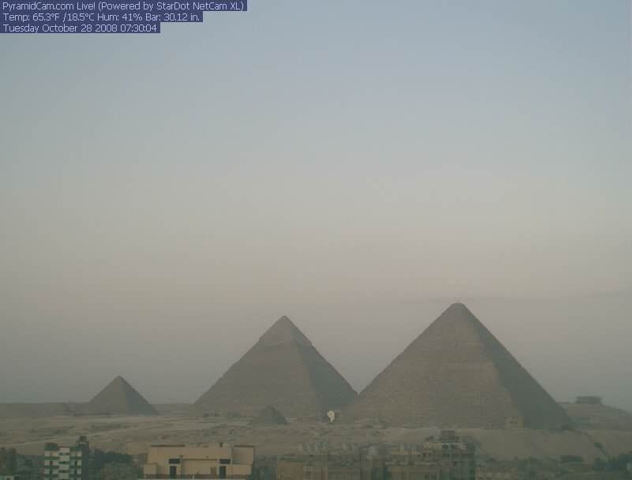 PyramidCam.com Live! (Powered by StarDot NetCam XL)
Temp: 65.3°F /18.5°C Hum: 41% Bar: 30.12 in.
Tuesday October 28 2008 07:30:04